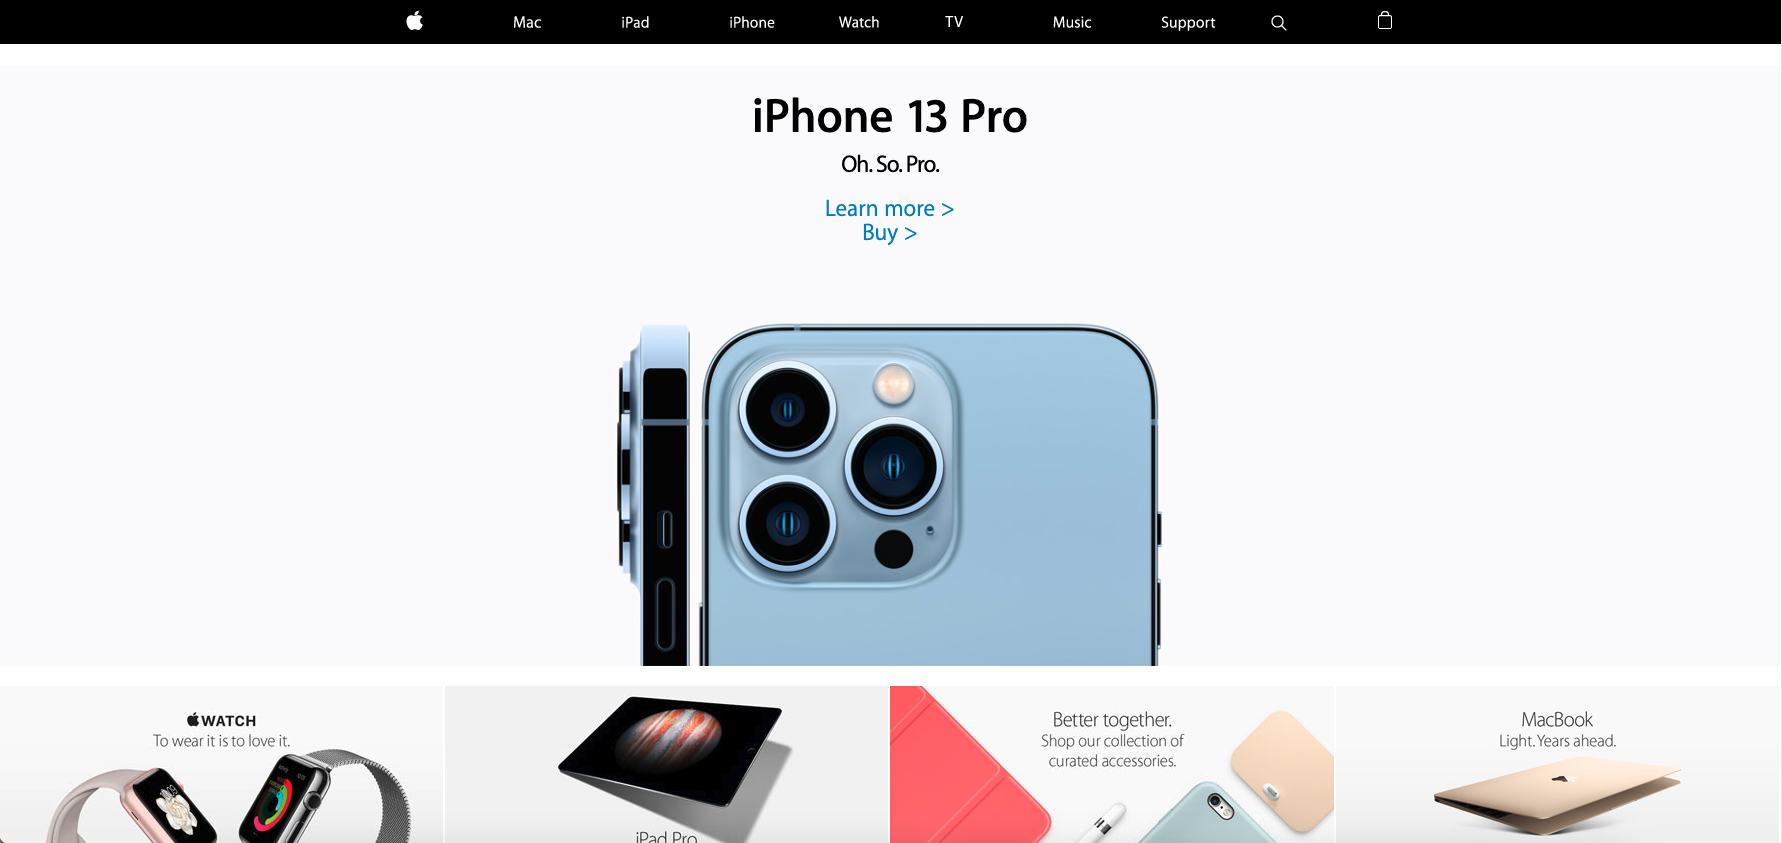 Mac iPad iPhone Watch TV Music Support
iPhone 13 Pro
Oh. So. Pro.
Learn more >
Buy >
WATCH
To wear it is to love it.
iPad Pro
Better together.
Shop our collection of
curated accessories.
MacBook
Light. Years ahead.